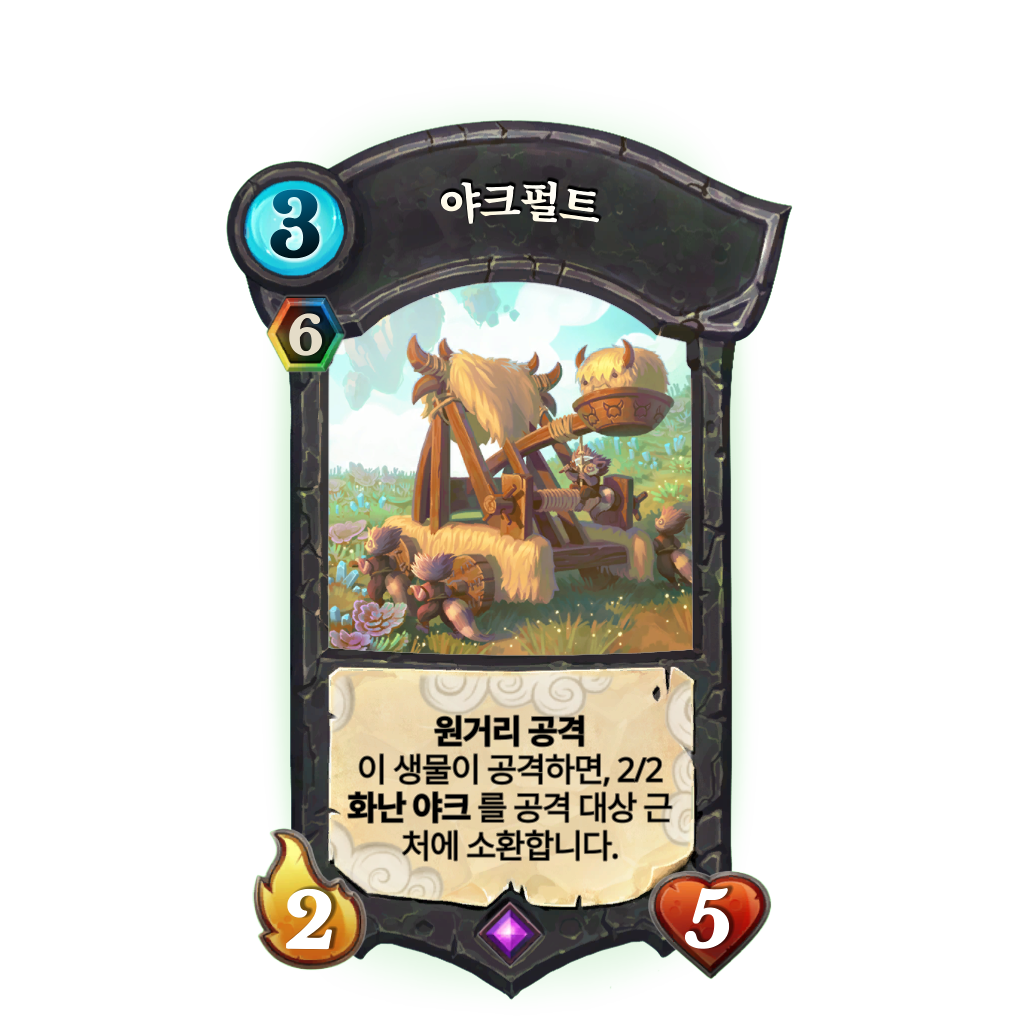 3
야크펄트
6
원거리 공격
이 생물이 공격하면, 2/2
화난 야크 를 공격 대상 근
처에 소환합니다.
2
5